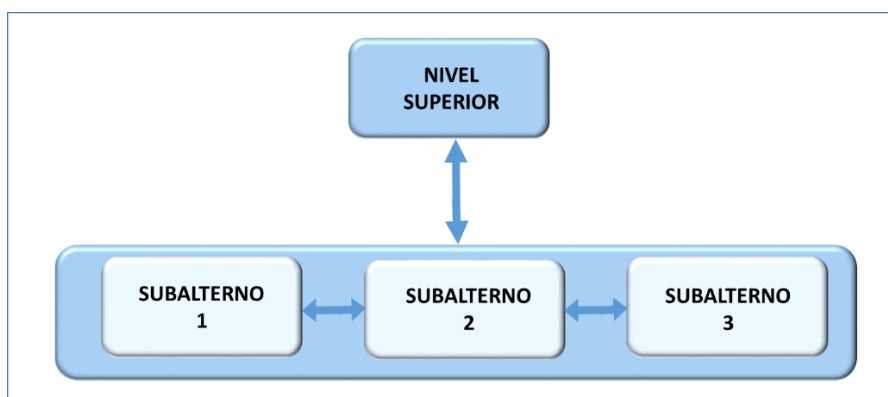 NIVEL
SUPERIOR
SUBALTERNO
1
SUBALTERNO
2
SUBALTERNO
3